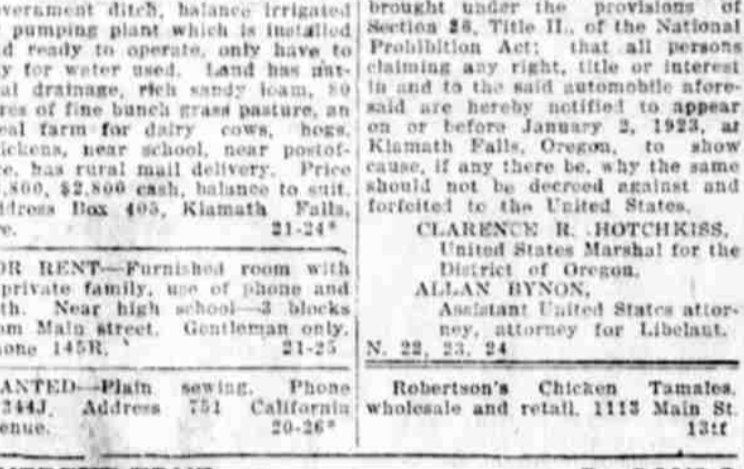 vernment ditch, balance irrigated
pumping plant which is installed
d ready to operate, only have to
y for water used. Land has nat-
al drainage, rich sandy loam, 80
res of fine bunch grass pasture, an
eal farm for dairy cows, hogs,
ickens, near school, near postof-
ce, has rural mail delivery. Price
,800, $2,800 cash, balance to suit.
ddress Box 405, Klamath Falls,
re. 21-24*
OR RENT—Furnished room with
private family, use of phone and
th. Near high school—3 blocks
om Main street. Gentleman only.
hone 145R. 21-25
ANTED—Plain sewing. Phone
344J. Address 751 California
enue. 20-26*
brought under the provisions of
Section 26, Title II., of the National
Prohibition Act; that all persons
claiming any right, title or interest
in and to the said automobile afore-
said are hereby notified to appear
on or before January 2, 1923, at
Klamath Falls, Oregon, to show
cause, if any there be, why the same
should not be decreed against and
forfeited to the United States.
CLARENCE R. HOTCHKISS,
United States Marshal for the
District of Oregon.
ALLAN BYNON,
Assistant United States attor-
ney, attorney for Libelant.
N. 22, 23, 24
Robertson's Chicken Tamales,
wholesale and retail. 1113 Main St.
13tf